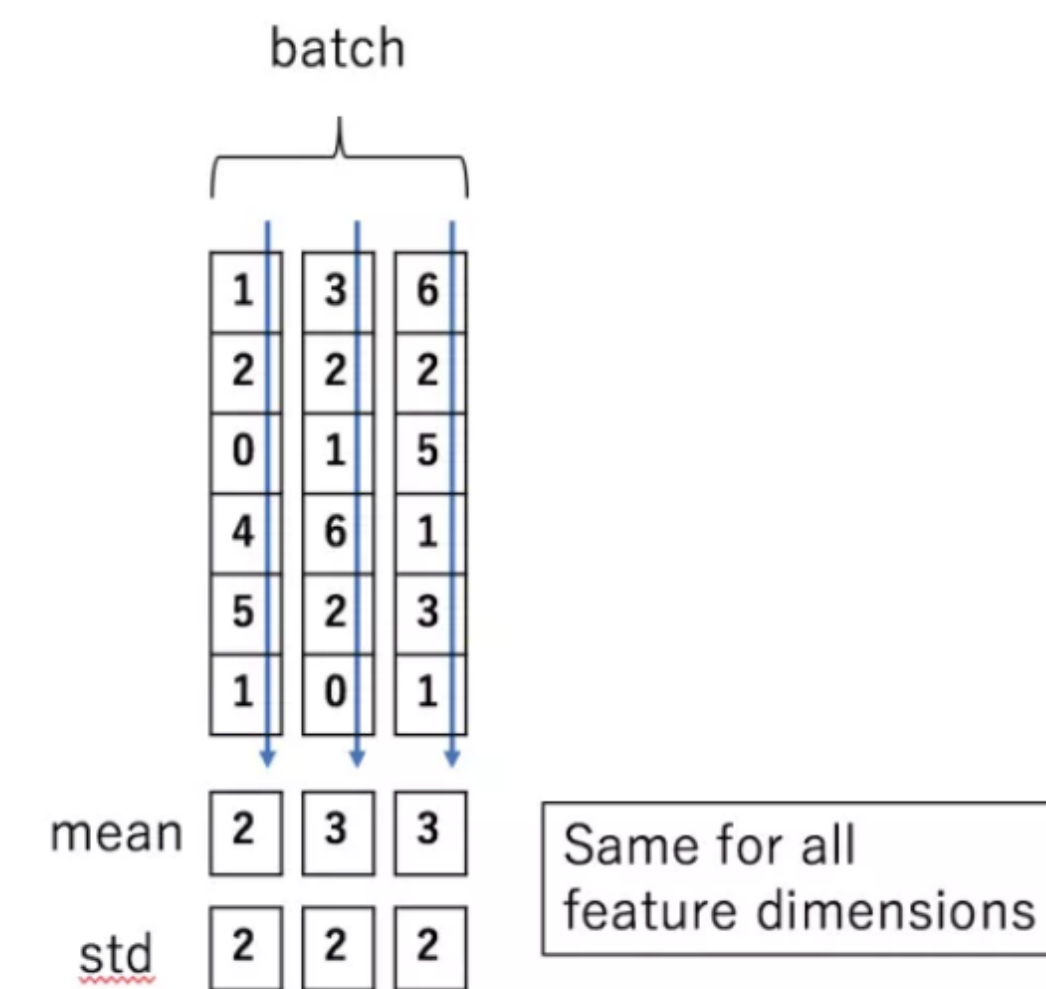 batch
1 3 6
2 2 2
0 1 5
4 6 1
5 2 3
1 0 1
mean 2 3 3
Same for all
feature dimensions
std 2 2 2